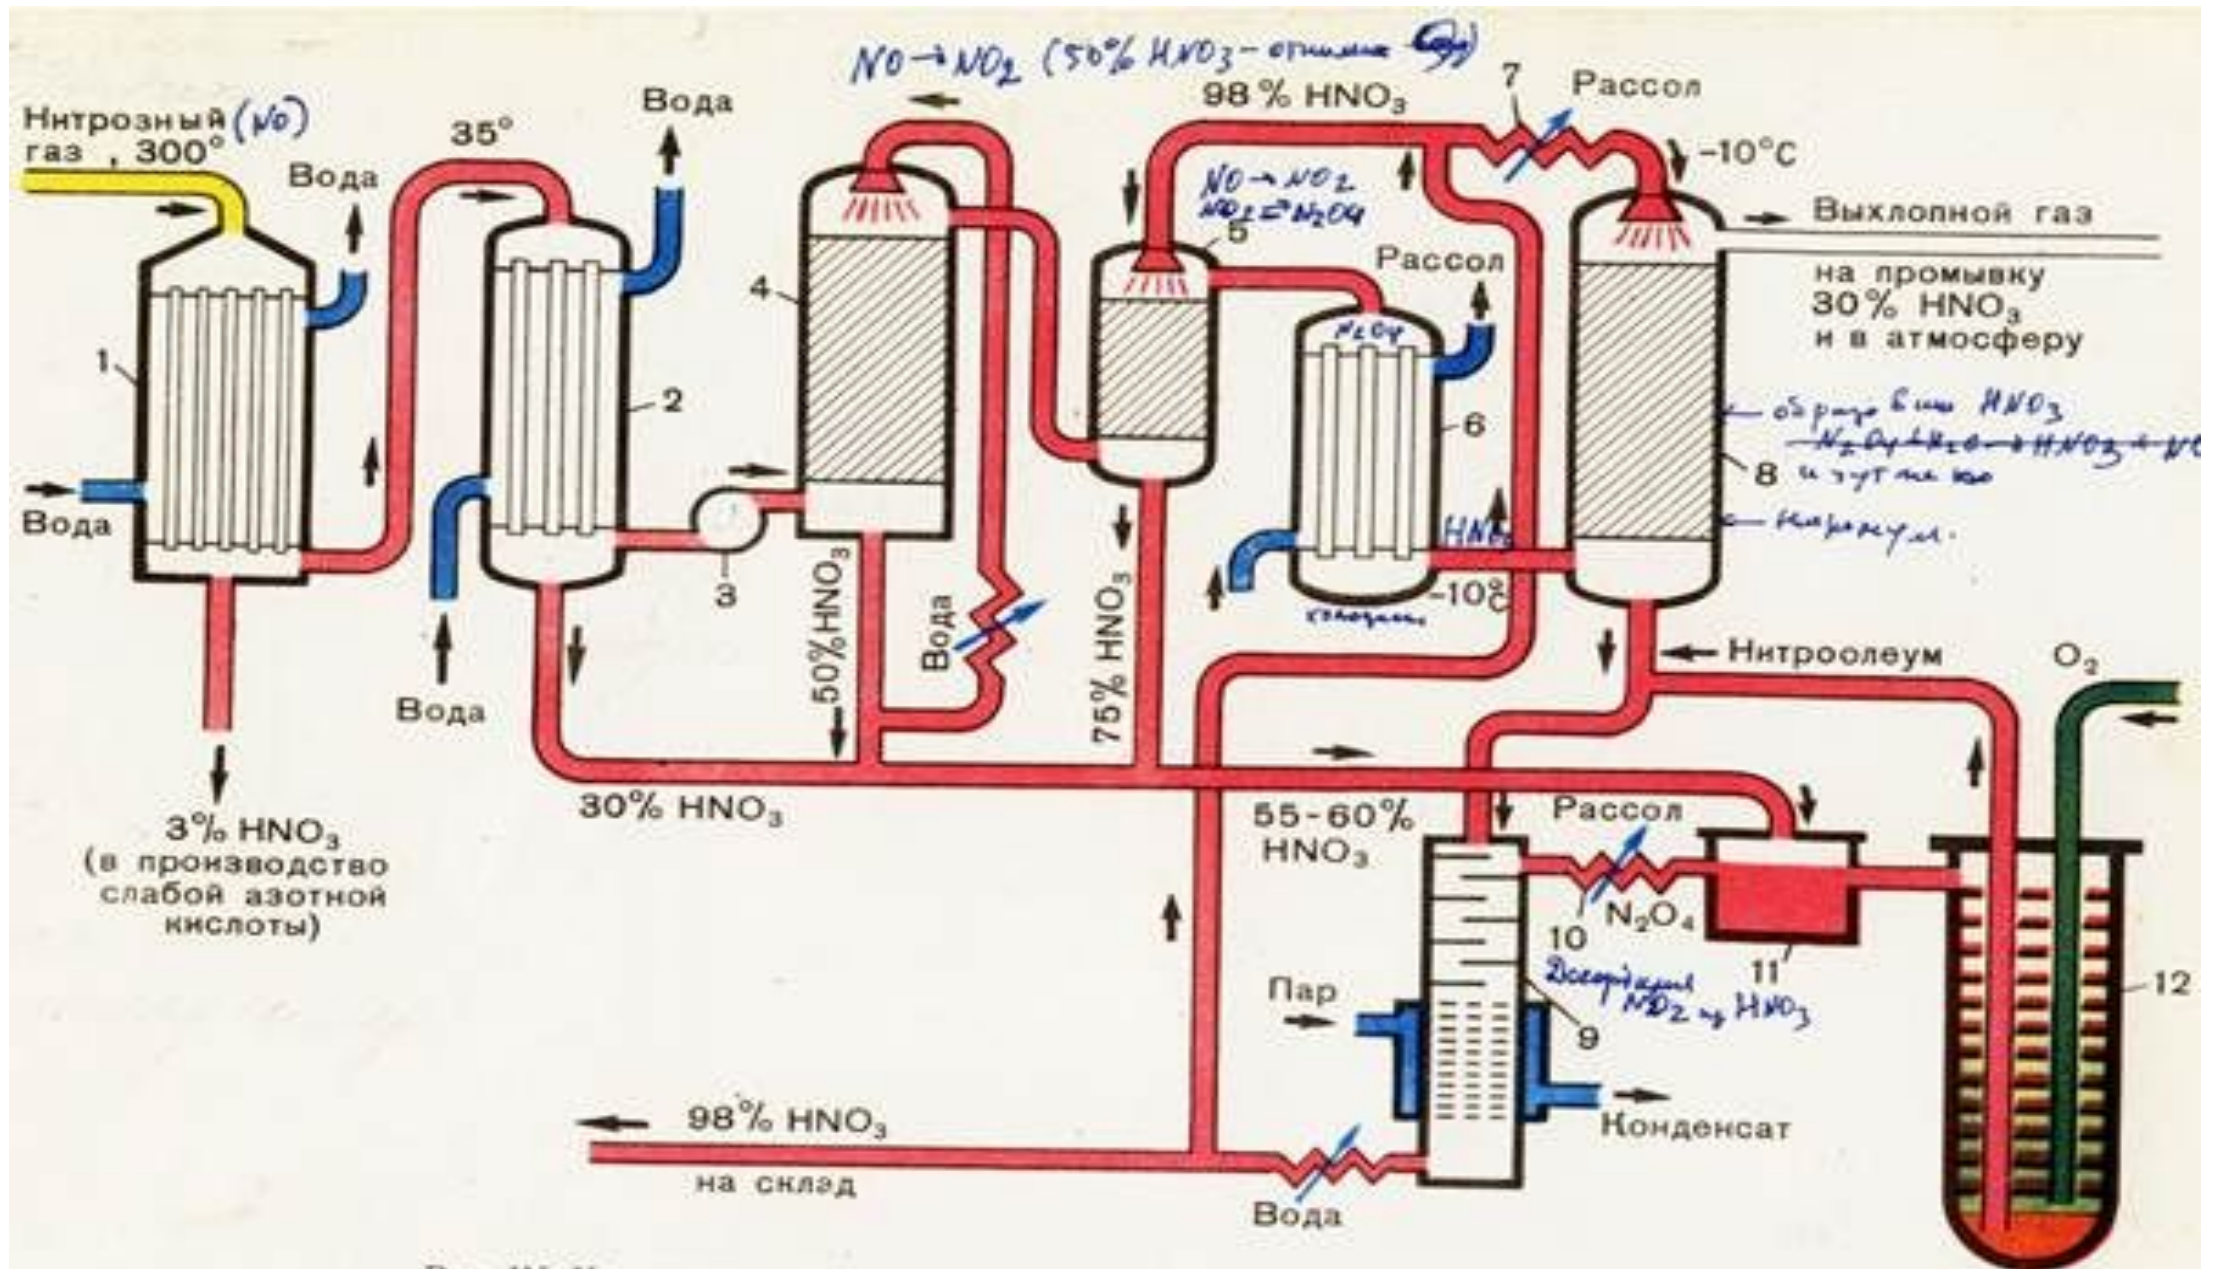 NO → NO₂ (50% HNO₃ –
Нитрозный (NO)
газ , 300°
35°
Вода
Вода
98% HNO₃
7
Рассол
-10°C
NO → NO₂
NO₂ ⇌ N₂O₄
Выхлопной газ
на промывку
30% HNO₃
и в атмосферу
5
Рассол
4
N₂O₄
1
2
6
HNO₃
8
Вода
3
50% HNO₃
Вода
75% HNO₃
-10°C
Нитроолеум
O₂
Вода
30% HNO₃
55-60%
HNO₃
Рассол
3% HNO₃
(в производство
слабой азотной
кислоты)
N₂O₄
10
11
12
Десорбция
NO₂ из HNO₃
Пар
9
98% HNO₃
на склад
Конденсат
Вода